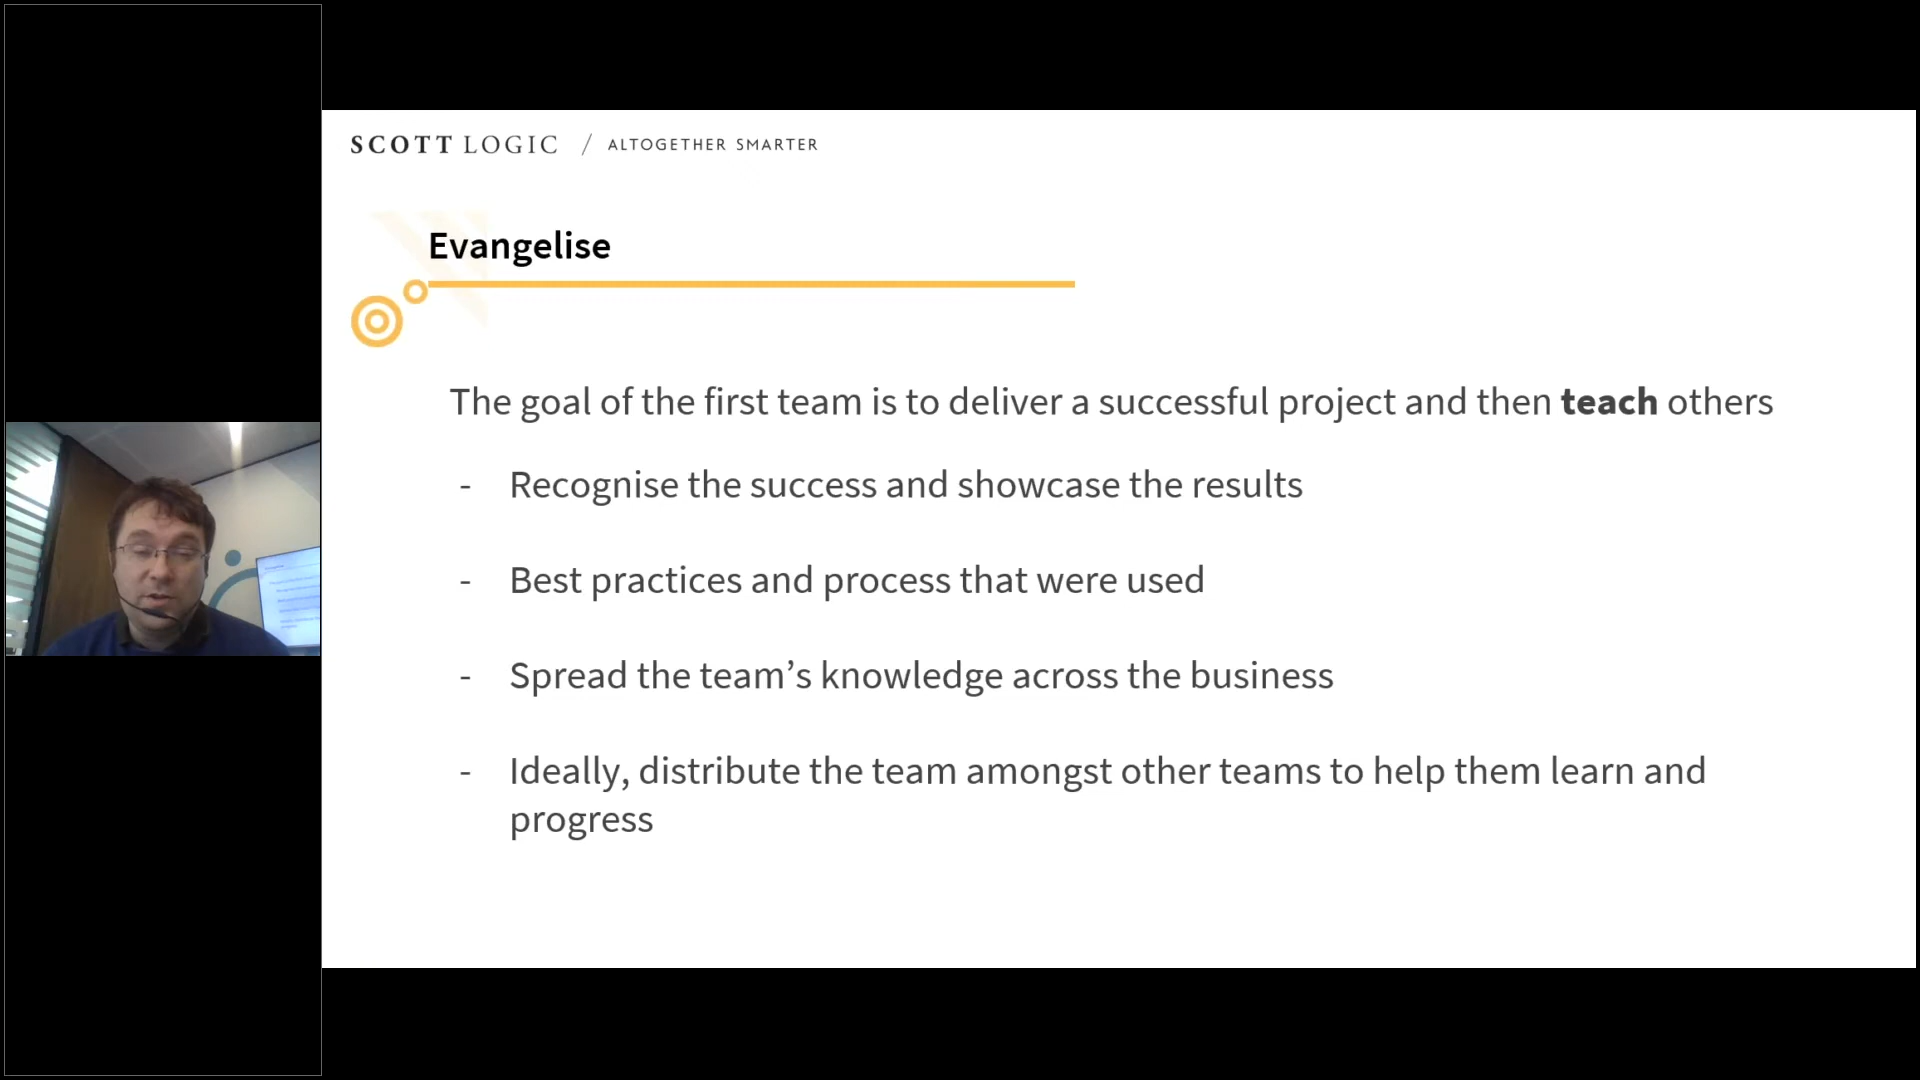 SCOTT LOGIC / ALTOGETHER SMARTER
Evangelise
The goal of the first team is to deliver a successful project and then teach others
- Recognise the success and showcase the results
- Best practices and process that were used
- Spread the team’s knowledge across the business
- Ideally, distribute the team amongst other teams to help them learn and
progress